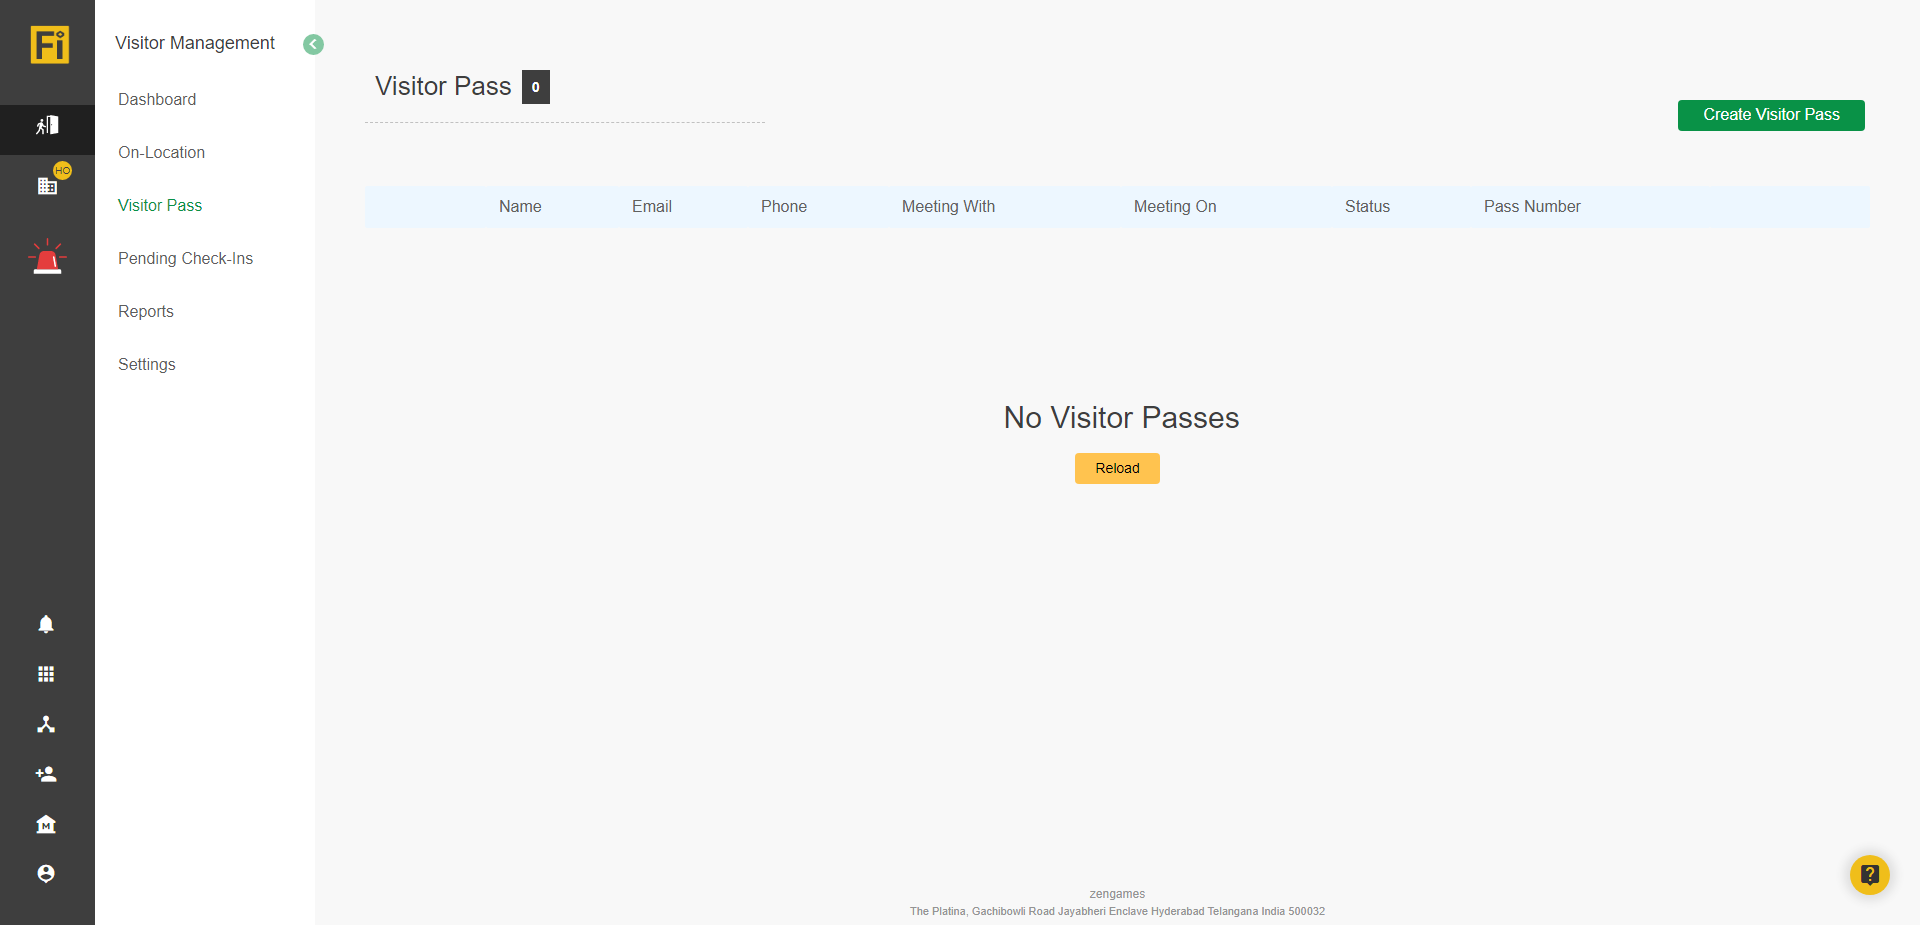 Fi
Visitor Management
Dashboard
On-Location
Visitor Pass
Pending Check-Ins
Reports
Settings
HO
M
Visitor Pass 0
Create Visitor Pass
Name Email Phone Meeting With Meeting On Status Pass Number
No Visitor Passes
Reload
?
zengames
The Platina, Gachibowli Road Jayabheri Enclave Hyderabad Telangana India 500032